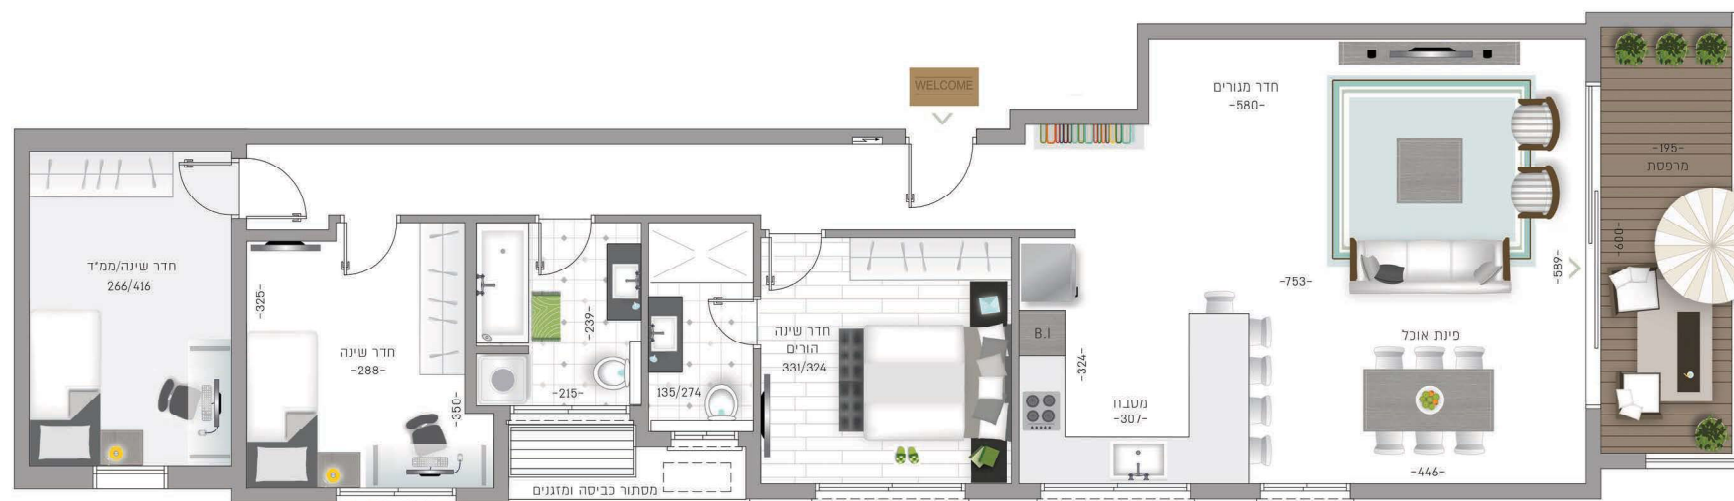 WELCOME
חדר מגורים
-580-
-195-
מרפסת
-600-
-589-
-753-
פינת אוכל
-446-
B.I
-324-
מטבח
-307-
חדר שינה
הורים
331/324
135/274
-239-
-215-
מסתור כביסה ומזגנים
חדר שינה
-288-
-325-
-350-
חדר שינה/ממ"ד
266/416